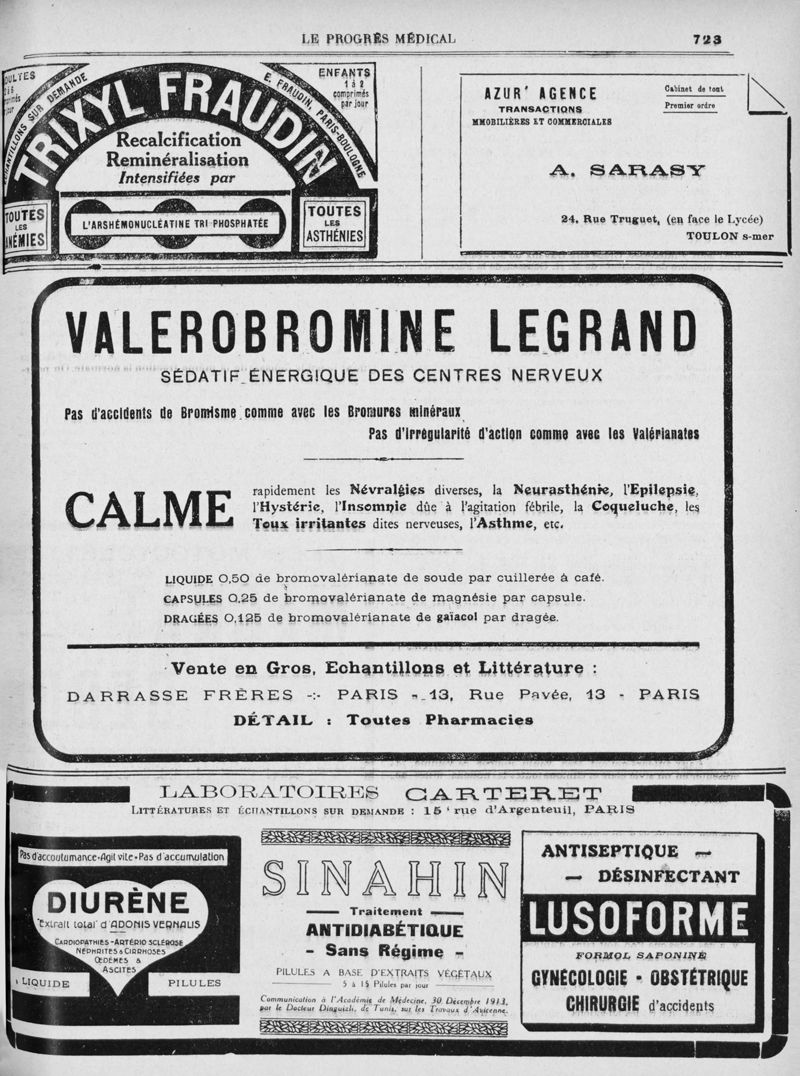 LE PROGRÈS MÉDICAL
723
TRIXYL FRAUDIN
SUR DEMANDE
E. FRAUDIN, PARIS-BOULOGNE
ENFANTS
1 à 2
comprimés
par jour
Recalcification
Reminéralisation
Intensifiées par
L'ARSHÉMONUCLÉATINE TRI PHOSPHATÉE
TOUTES
LES
ANÉMIES
TOUTES
LES
ASTHÉNIES
AZUR' AGENCE
TRANSACTIONS
IMMOBILIÈRES ET COMMERCIALES
Cabinet de tout
Premier ordre
A. SARASY
24, Rue Truguet, (en face le Lycée)
TOULON s-mer
VALEROBROMINE LEGRAND
SÉDATIF ÉNERGIQUE DES CENTRES NERVEUX
Pas d'accidents de Bromisme comme avec les Bromures minéraux
Pas d'irrégularité d'action comme avec les Valérianates
CALME
rapidement les Névralgies diverses, la Neurasthénie, l'Epilepsie,
l'Hystérie, l'Insomnie dûe à l'agitation fébrile, la Coqueluche, les
Toux irritantes dites nerveuses, l'Asthme, etc.
LIQUIDE 0,50 de bromovalérianate de soude par cuillerée à café.
CAPSULES 0,25 de bromovalérianate de magnésie par capsule.
DRAGÉES 0,125 de bromovalérianate de gaïacol par dragée.
Vente en Gros, Echantillons et Littérature :
DARRASSE FRÈRES -:- PARIS - 13, Rue Pavée, 13 - PARIS
DÉTAIL : Toutes Pharmacies
LABORATOIRES CARTERET
LITTÉRATURES ET ÉCHANTILLONS SUR DEMANDE : 15 rue d'Argenteuil, PARIS
Pas d'accoutumance-Agit vite-Pas d'accumulation
DIURÈNE
"Extrait total" d'ADONIS VERNALIS
CARDIOPATHIES-ARTÉRIO SCLÉROSE
NÉPHRITES & CIRRHOSES
ŒDÈMES &
ASCITES
LIQUIDE
PILULES
SINAHIN
Traitement
ANTIDIABÉTIQUE
- Sans Régime -
PILULES A BASE D'EXTRAITS VÉGÉTAUX
5 à 15 Pilules par jour
Communication à l'Académie de Médecine, 30 Décembre 1913,
par le Docteur Dinguizli, de Tunis, sur les Travaux d'Avicenne.
ANTISEPTIQUE —
— DÉSINFECTANT
LUSOFORME
FORMOL SAPONINÉ
GYNÉCOLOGIE - OBSTÉTRIQUE
CHIRURGIE d'accidents